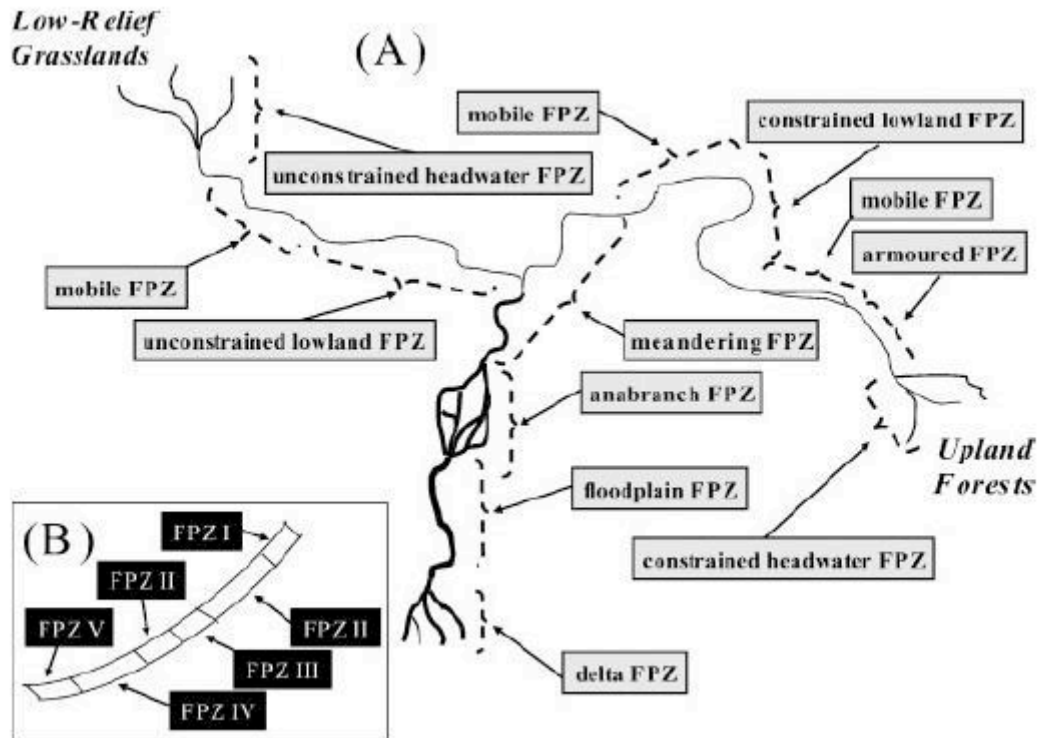 Low-Relief
Grasslands
(A)
mobile FPZ
constrained lowland FPZ
unconstrained headwater FPZ
mobile FPZ
armoured FPZ
mobile FPZ
unconstrained lowland FPZ
meandering FPZ
anabranch FPZ
Upland
Forests
floodplain FPZ
constrained headwater FPZ
delta FPZ
(B)
FPZ I
FPZ II
FPZ V
FPZ II
FPZ III
FPZ IV